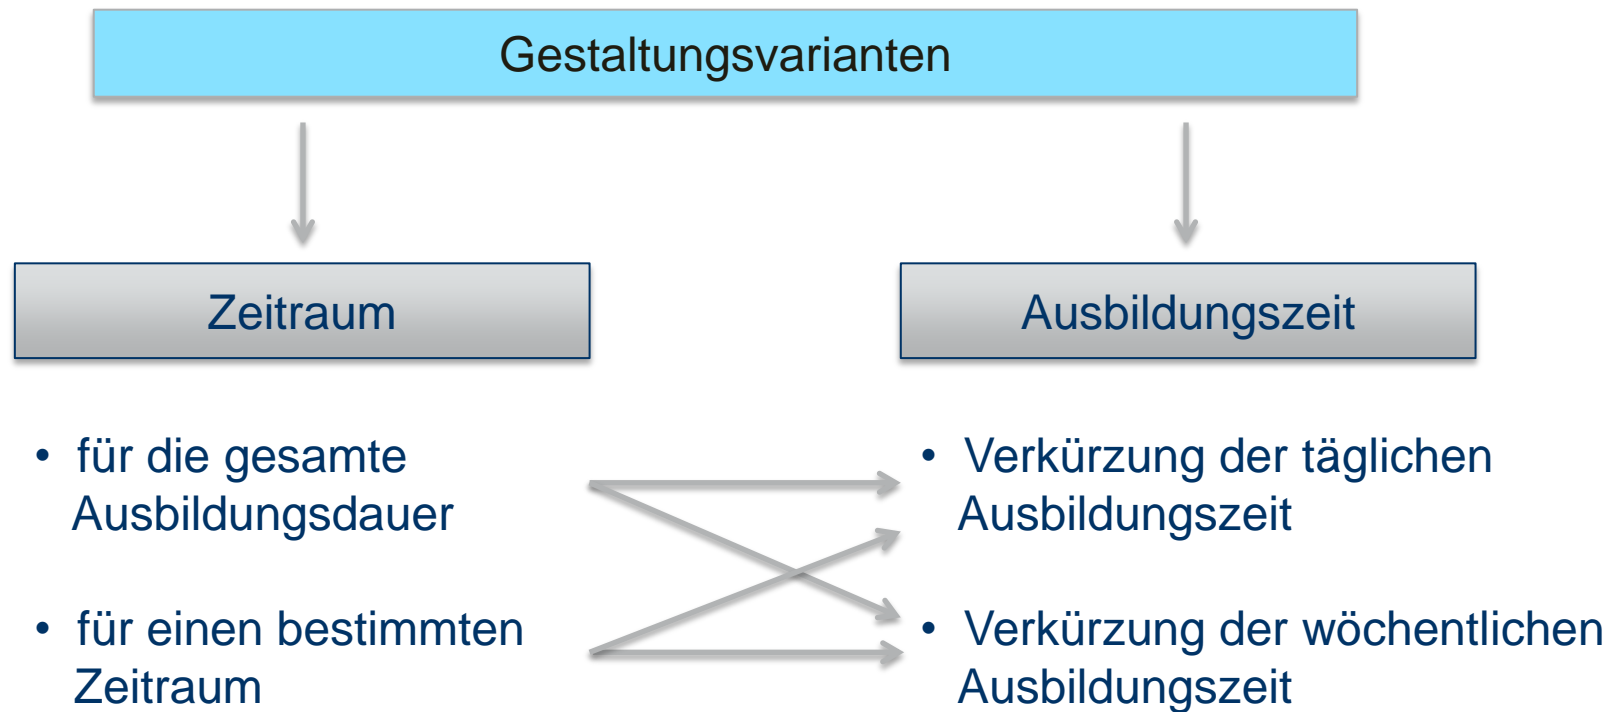 Gestaltungsvarianten
Zeitraum
• für die gesamte
Ausbildungsdauer
• für einen bestimmten
Zeitraum
Ausbildungszeit
• Verkürzung der täglichen
Ausbildungszeit
• Verkürzung der wöchentlichen
Ausbildungszeit